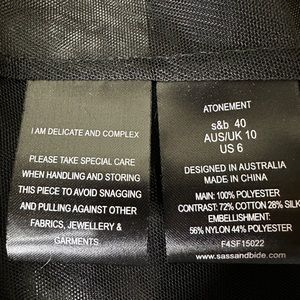 I AM DELICATE AND COMPLEX
PLEASE TAKE SPECIAL CARE
WHEN HANDLING AND STORING
THIS PIECE TO AVOID SNAGGING
AND PULLING AGAINST OTHER
FABRICS, JEWELLERY &
GARMENTS
ATONEMENT
s&b 40
AUS/UK 10
US 6
DESIGNED IN AUSTRALIA
MADE IN CHINA
MAIN: 100% POLYESTER
CONTRAST: 72% COTTON 28% SILK
EMBELLISHMENT:
56% NYLON 44% POLYESTER
F4SF15022
www.sassandbide.com